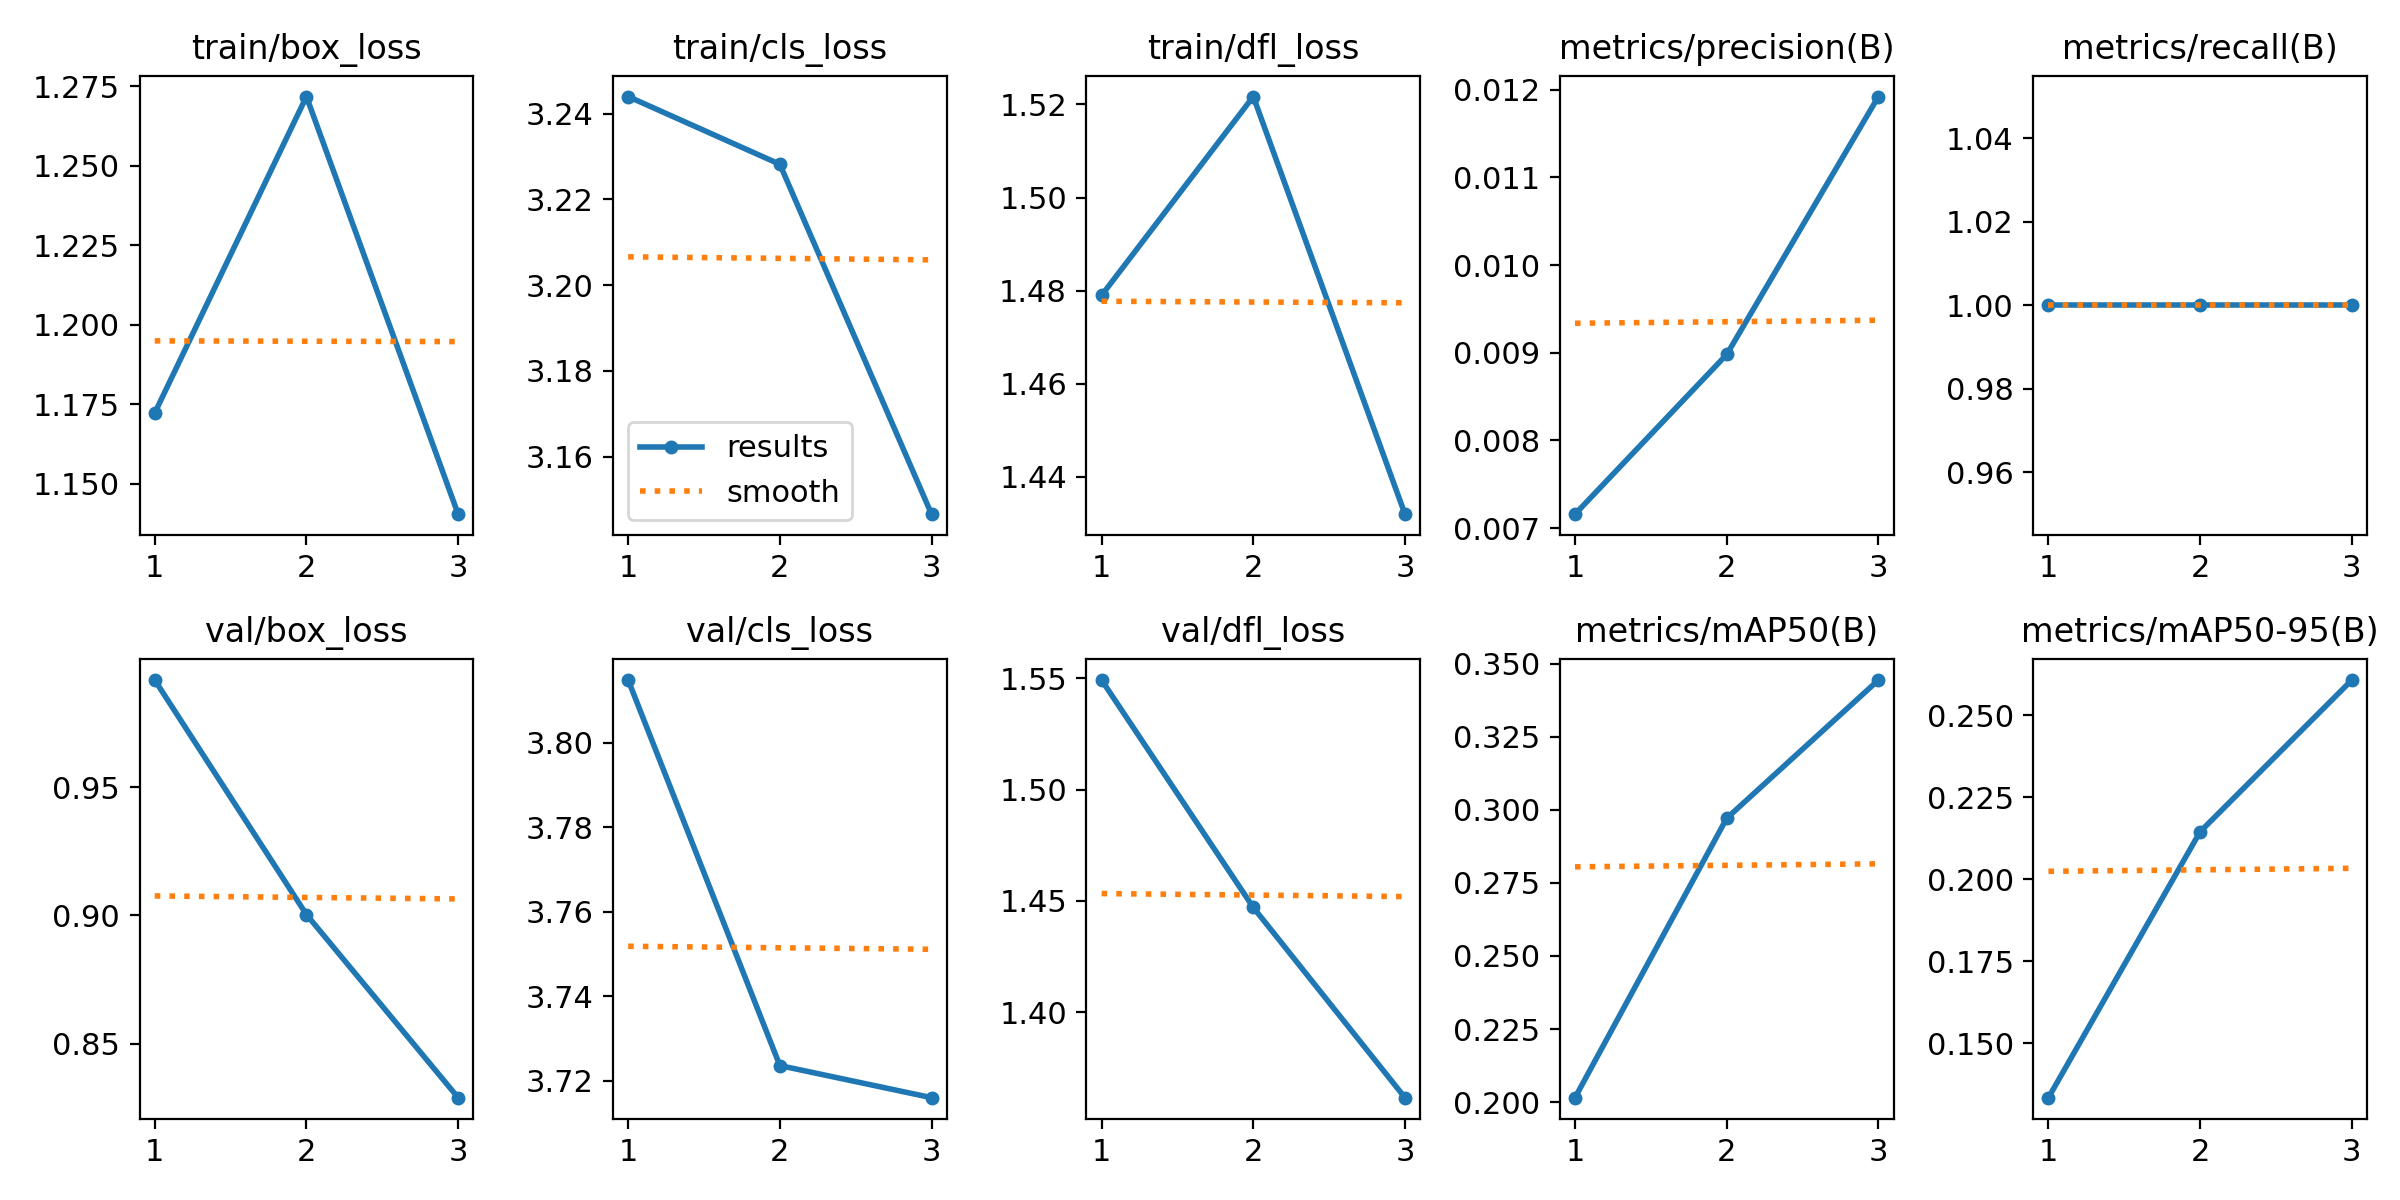 train/box_loss
1.275
1.250
1.225
1.200
1.175
1.150
1 2 3
train/cls_loss
3.24
3.22
3.20
3.18
3.16
results
smooth
1 2 3
train/dfl_loss
1.52
1.50
1.48
1.46
1.44
1 2 3
metrics/precision(B)
0.012
0.011
0.010
0.009
0.008
0.007
1 2 3
metrics/recall(B)
1.04
1.02
1.00
0.98
0.96
1 2 3
val/box_loss
0.95
0.90
0.85
1 2 3
val/cls_loss
3.80
3.78
3.76
3.74
3.72
1 2 3
val/dfl_loss
1.55
1.50
1.45
1.40
1 2 3
metrics/mAP50(B)
0.350
0.325
0.300
0.275
0.250
0.225
0.200
1 2 3
metrics/mAP50-95(B)
0.250
0.225
0.200
0.175
0.150
1 2 3